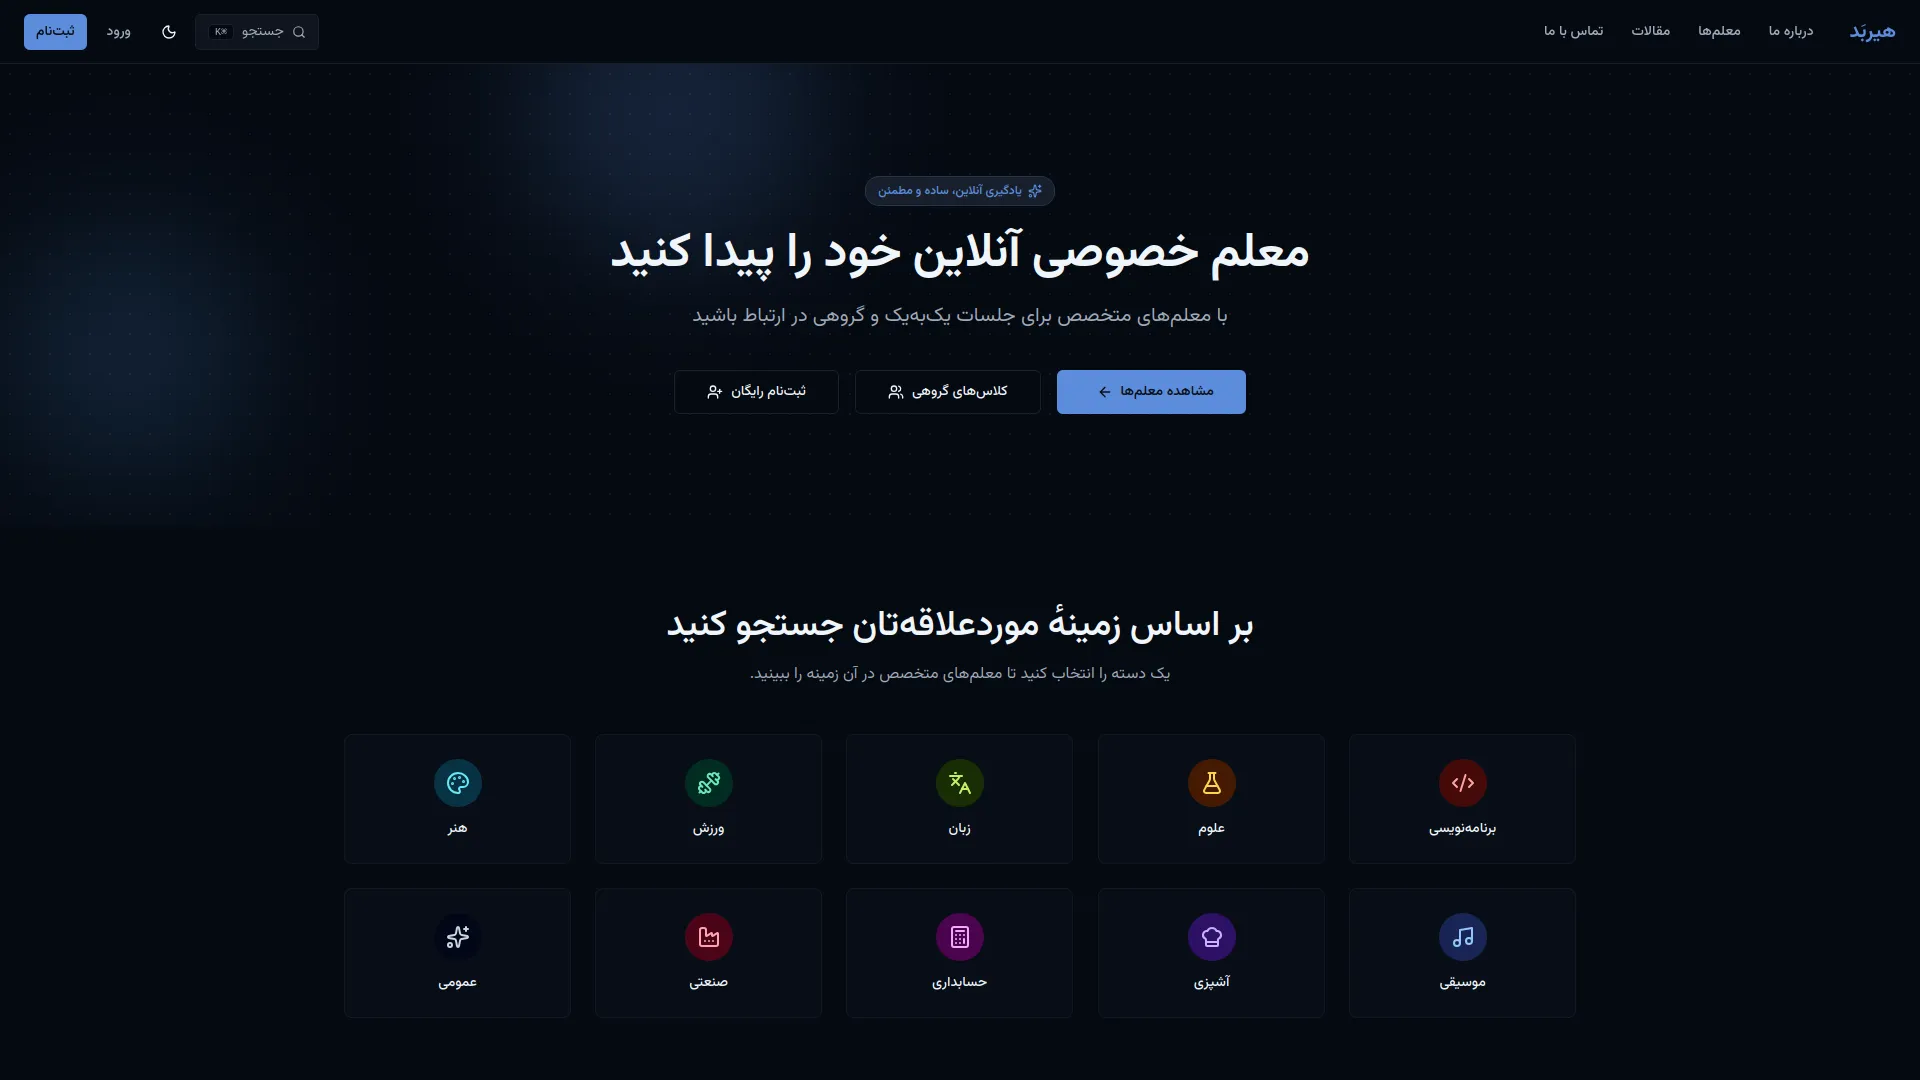 هیربَد
درباره ما
معلم‌ها
مقالات
تماس با ما
جستجو
⌘K
ورود
ثبت‌نام
یادگیری آنلاین، ساده و مطمئن
معلم خصوصی آنلاین خود را پیدا کنید
با معلم‌های متخصص برای جلسات یک‌به‌یک و گروهی در ارتباط باشید
مشاهده معلم‌ها
کلاس‌های گروهی
ثبت‌نام رایگان
بر اساس زمینهٔ موردعلاقه‌تان جستجو کنید
یک دسته را انتخاب کنید تا معلم‌های متخصص در آن زمینه را ببینید.
برنامه‌نویسی
علوم
زبان
ورزش
هنر
موسیقی
آشپزی
حسابداری
صنعتی
عمومی